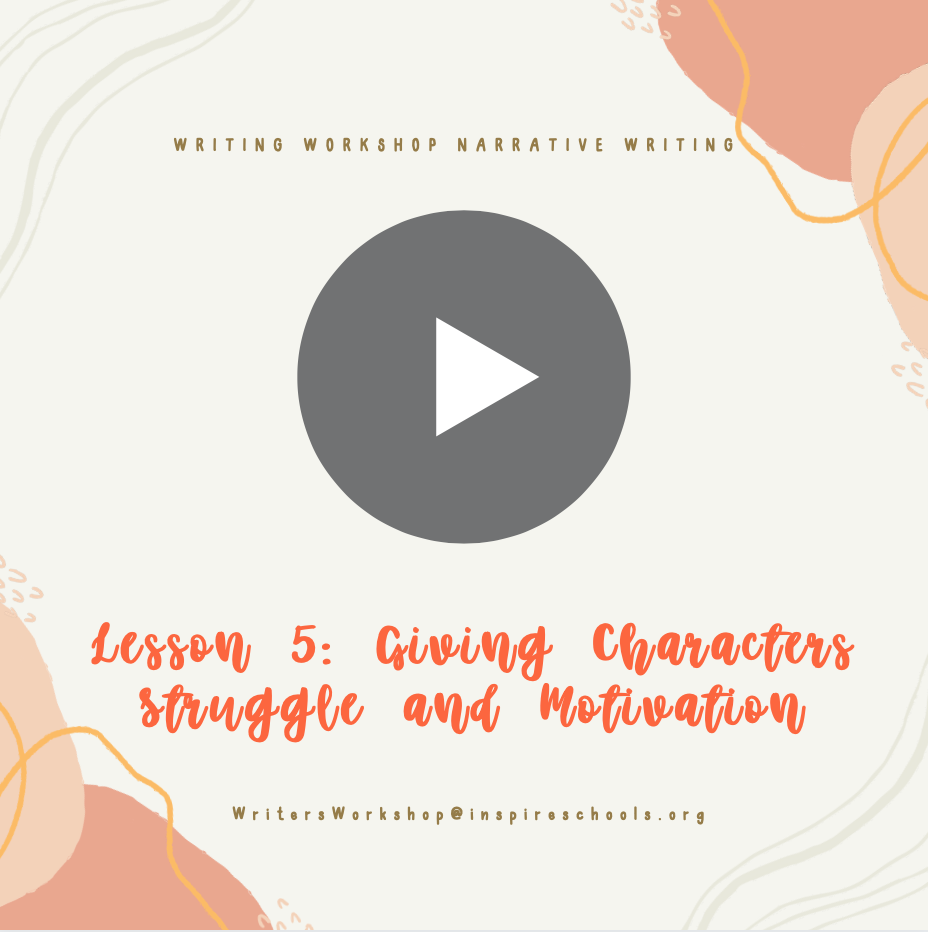 WRITING WORKSHOP NARRATIVE WRITING
Lesson 5: Giving Characters
Struggle and Motivation
WritersWorkshop@inspireschools.org